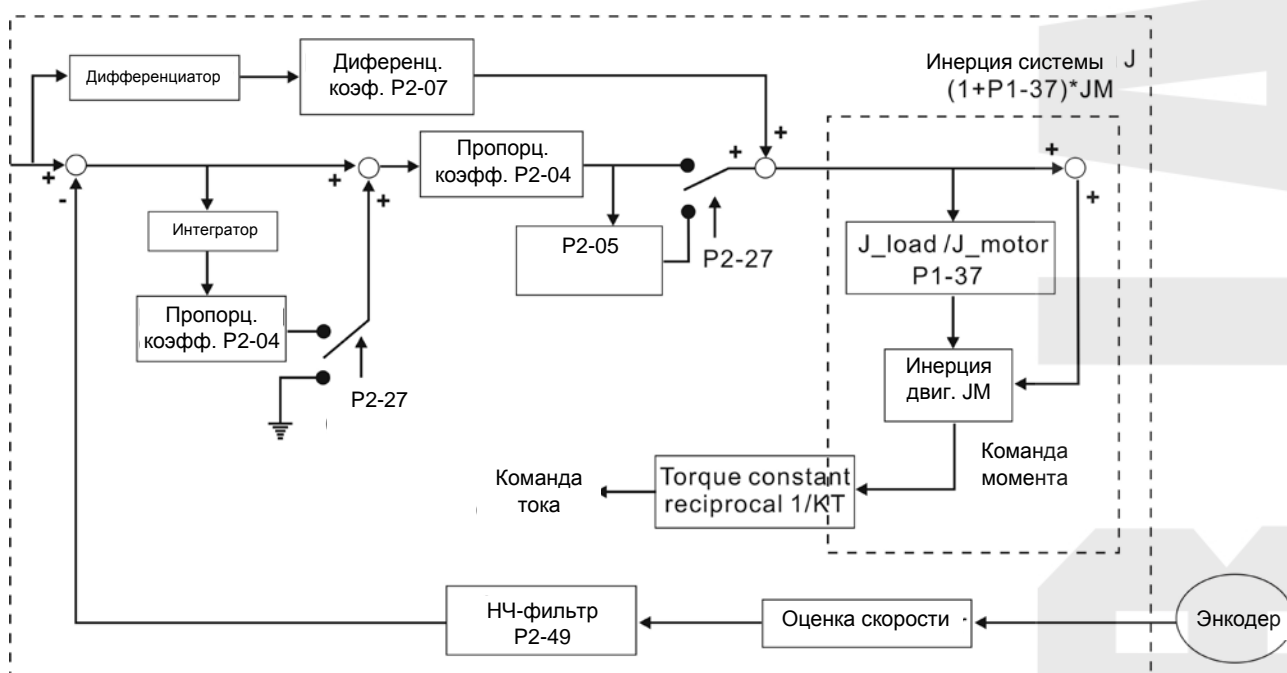 Дифференциатор
Диференц.
коэф. P2-07
Инерция системы J
(1+P1-37)*JM
+
+
-
+
+
Пропорц.
коэфф. P2-04
+
+
+
+
Интегратор
P2-05
P2-27
J_load /J_motor
P1-37
Пропорц.
коэфф. P2-04
P2-27
Инерция
двиг. JM
Команда
момента
Команда
тока
Torque constant
reciprocal 1/KT
НЧ-фильтр
P2-49
Оценка скорости
Энкодер